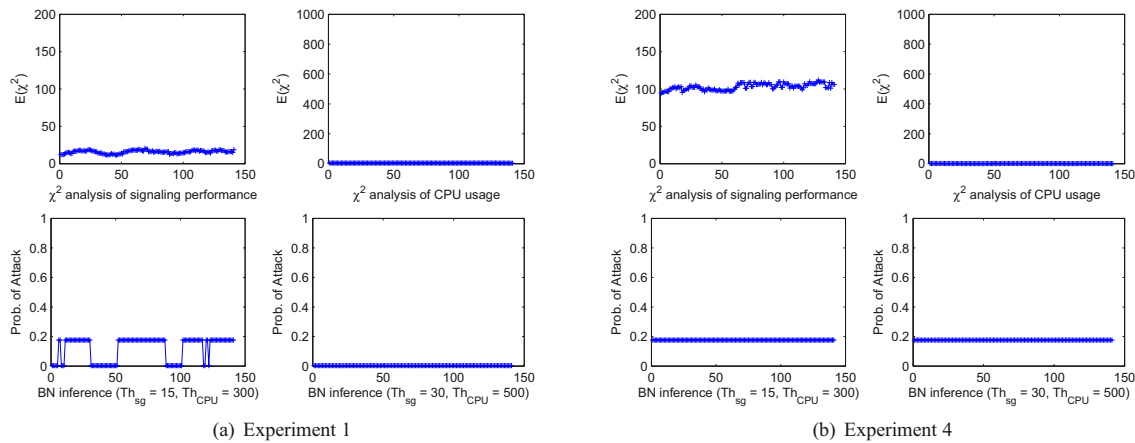 200
150
100
50
0
E(χ²)
0 50 100 150
χ² analysis of signaling performance
1000
800
600
400
200
0
E(χ²)
0 50 100 150
χ² analysis of CPU usage
1
0.8
0.6
0.4
0.2
0
Prob. of Attack
0 50 100 150
BN inference (Th_sg = 15, Th_CPU = 300)
1
0.8
0.6
0.4
0.2
0
Prob. of Attack
0 50 100 150
BN inference (Th_sg = 30, Th_CPU = 500)
(a) Experiment 1
200
150
100
50
0
E(χ²)
0 50 100 150
χ² analysis of signaling performance
1000
800
600
400
200
0
E(χ²)
0 50 100 150
χ² analysis of CPU usage
1
0.8
0.6
0.4
0.2
0
Prob. of Attack
0 50 100 150
BN inference (Th_sg = 15, Th_CPU = 300)
1
0.8
0.6
0.4
0.2
0
Prob. of Attack
0 50 100 150
BN inference (Th_sg = 30, Th_CPU = 500)
(b) Experiment 4